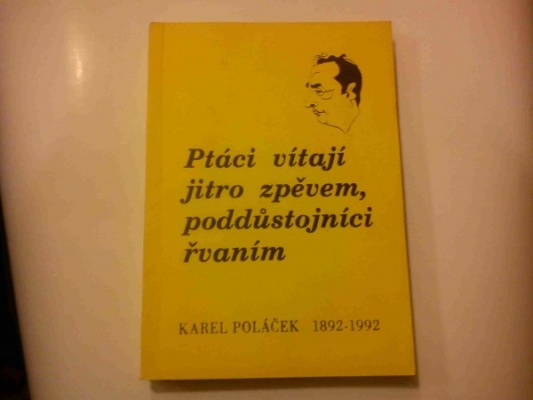 Ptáci vítají
jitro zpěvem,
poddůstojníci
řvaním
KAREL POLÁČEK 1892-1992